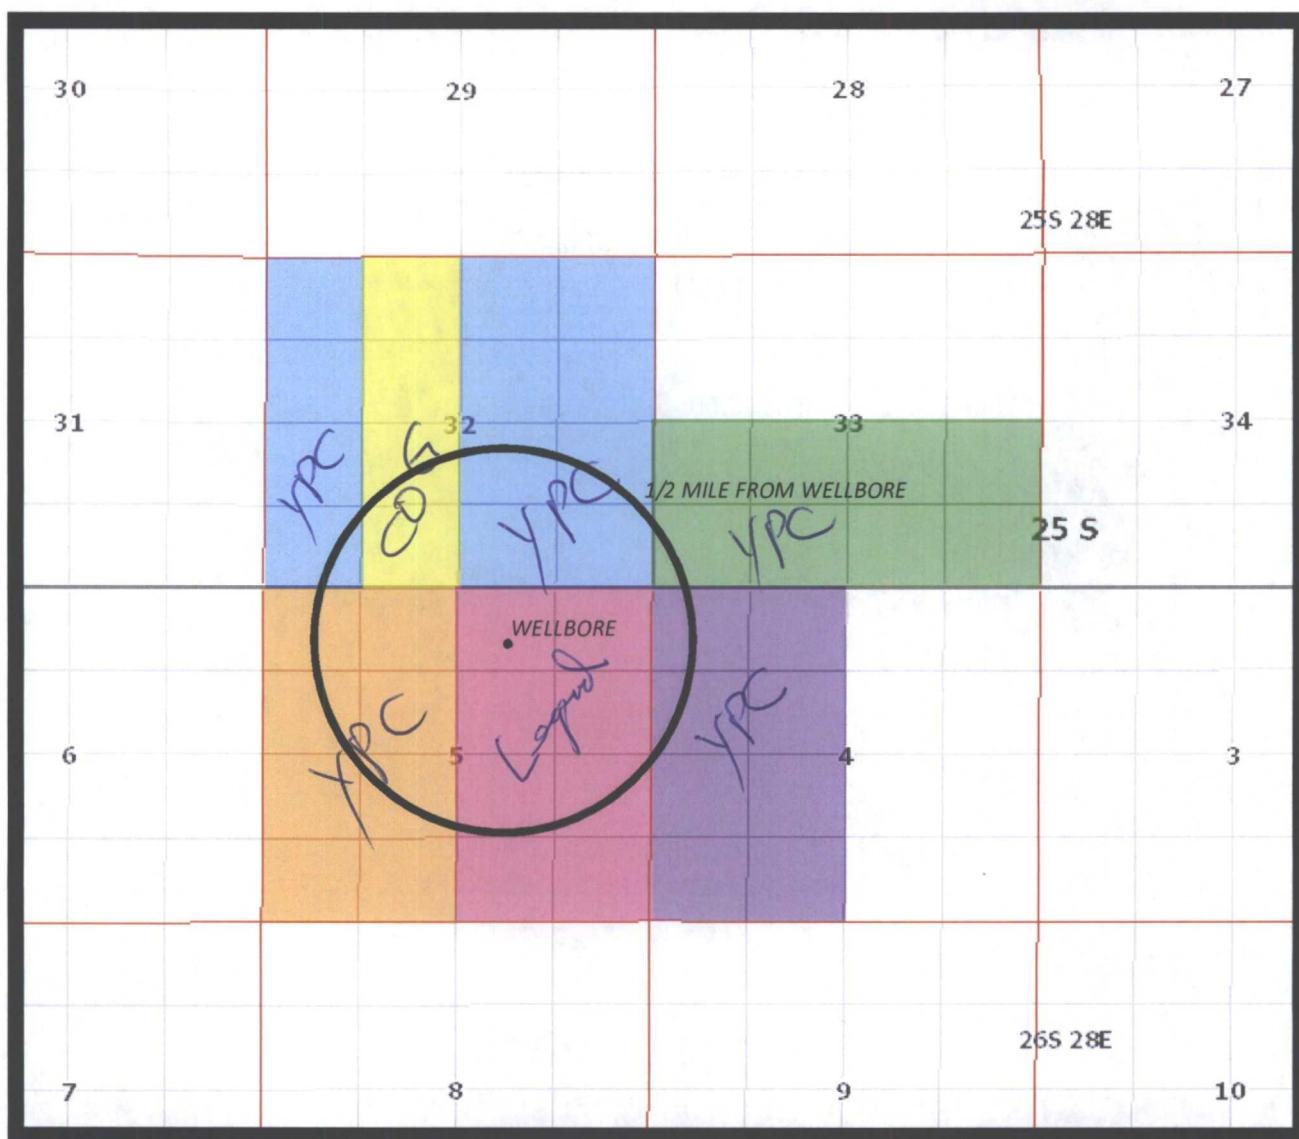 30 29 28 27
25S 28E
31 32 33 34
YPC COG YPC
1/2 MILE FROM WELLBORE
YPC
25 S
WELLBORE
YPC YPC
6 5 4 3
26S 28E
7 8 9 10